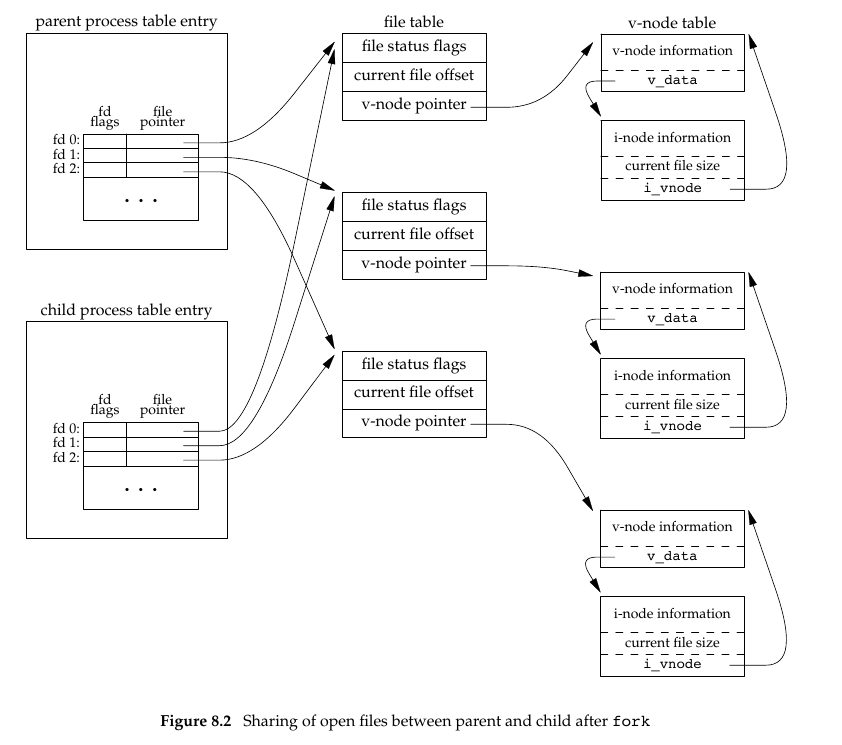 parent process table entry
fd
flags
file
pointer
fd 0:
fd 1:
fd 2:
. . .
child process table entry
fd
flags
file
pointer
fd 0:
fd 1:
fd 2:
. . .
file table
file status flags
current file offset
v-node pointer
file status flags
current file offset
v-node pointer
file status flags
current file offset
v-node pointer
v-node table
v-node information
v_data
i-node information
current file size
i_vnode
v-node information
v_data
i-node information
current file size
i_vnode
v-node information
v_data
i-node information
current file size
i_vnode
Figure 8.2 Sharing of open files between parent and child after fork